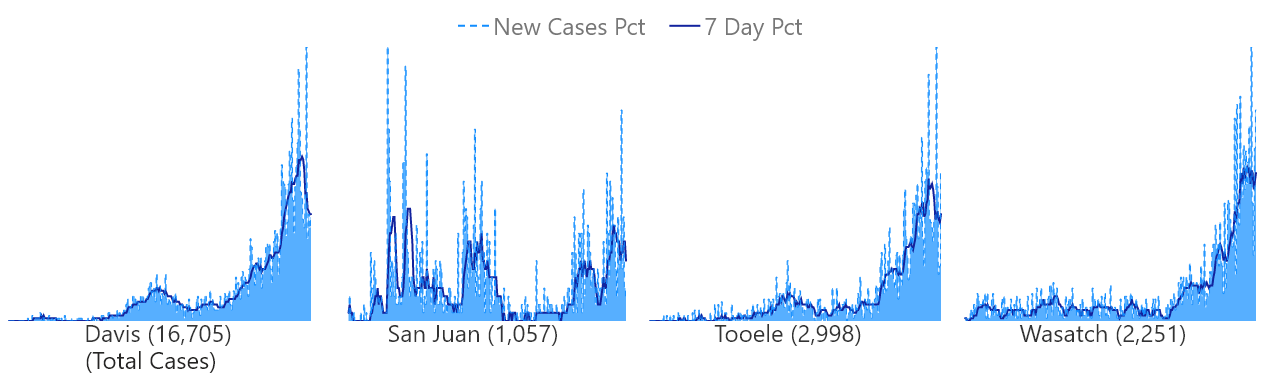 New Cases Pct 7 Day Pct
Davis (16,705) San Juan (1,057) Tooele (2,998) Wasatch (2,251)
(Total Cases)